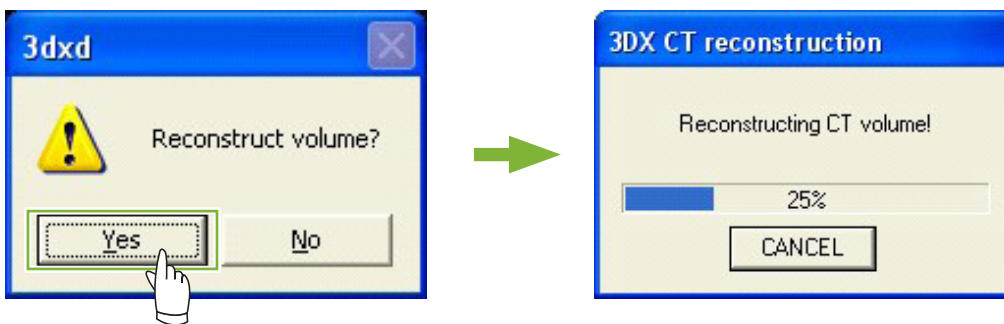 3dxd
Reconstruct volume?
Yes
No
3DX CT reconstruction
Reconstructing CT volume!
25%
CANCEL